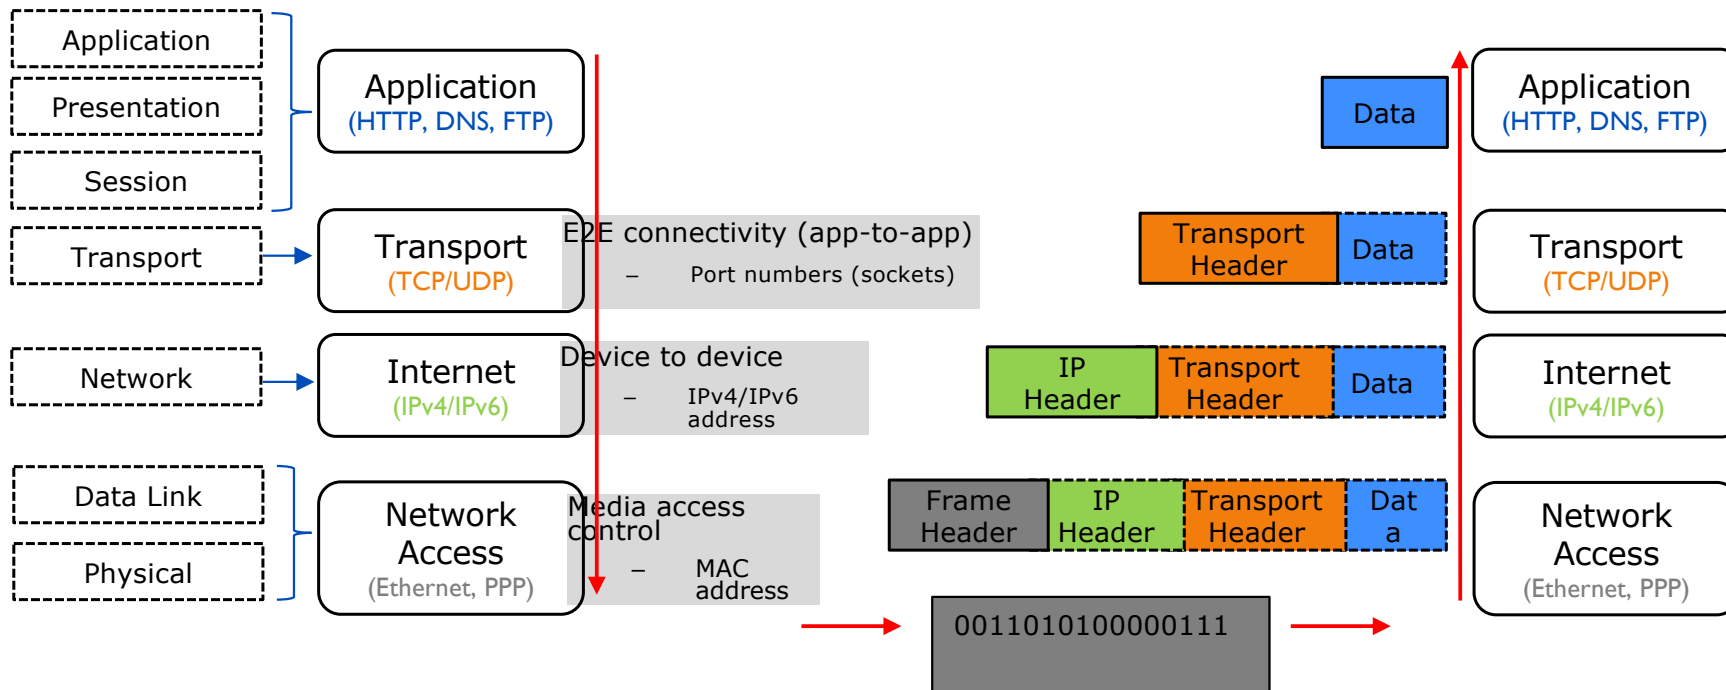 Application
Presentation
Session
Transport
Network
Data Link
Physical
Application
(HTTP, DNS, FTP)
Transport
(TCP/UDP)
Internet
(IPv4/IPv6)
Network
Access
(Ethernet, PPP)
E2E connectivity (app-to-app)
– Port numbers (sockets)
Device to device
– IPv4/IPv6
address
Media access
control
– MAC
address
Data
Transport
Header
Data
IP
Header
Transport
Header
Data
Frame
Header
IP
Header
Transport
Header
Dat
a
0011010100000111
Application
(HTTP, DNS, FTP)
Transport
(TCP/UDP)
Internet
(IPv4/IPv6)
Network
Access
(Ethernet, PPP)